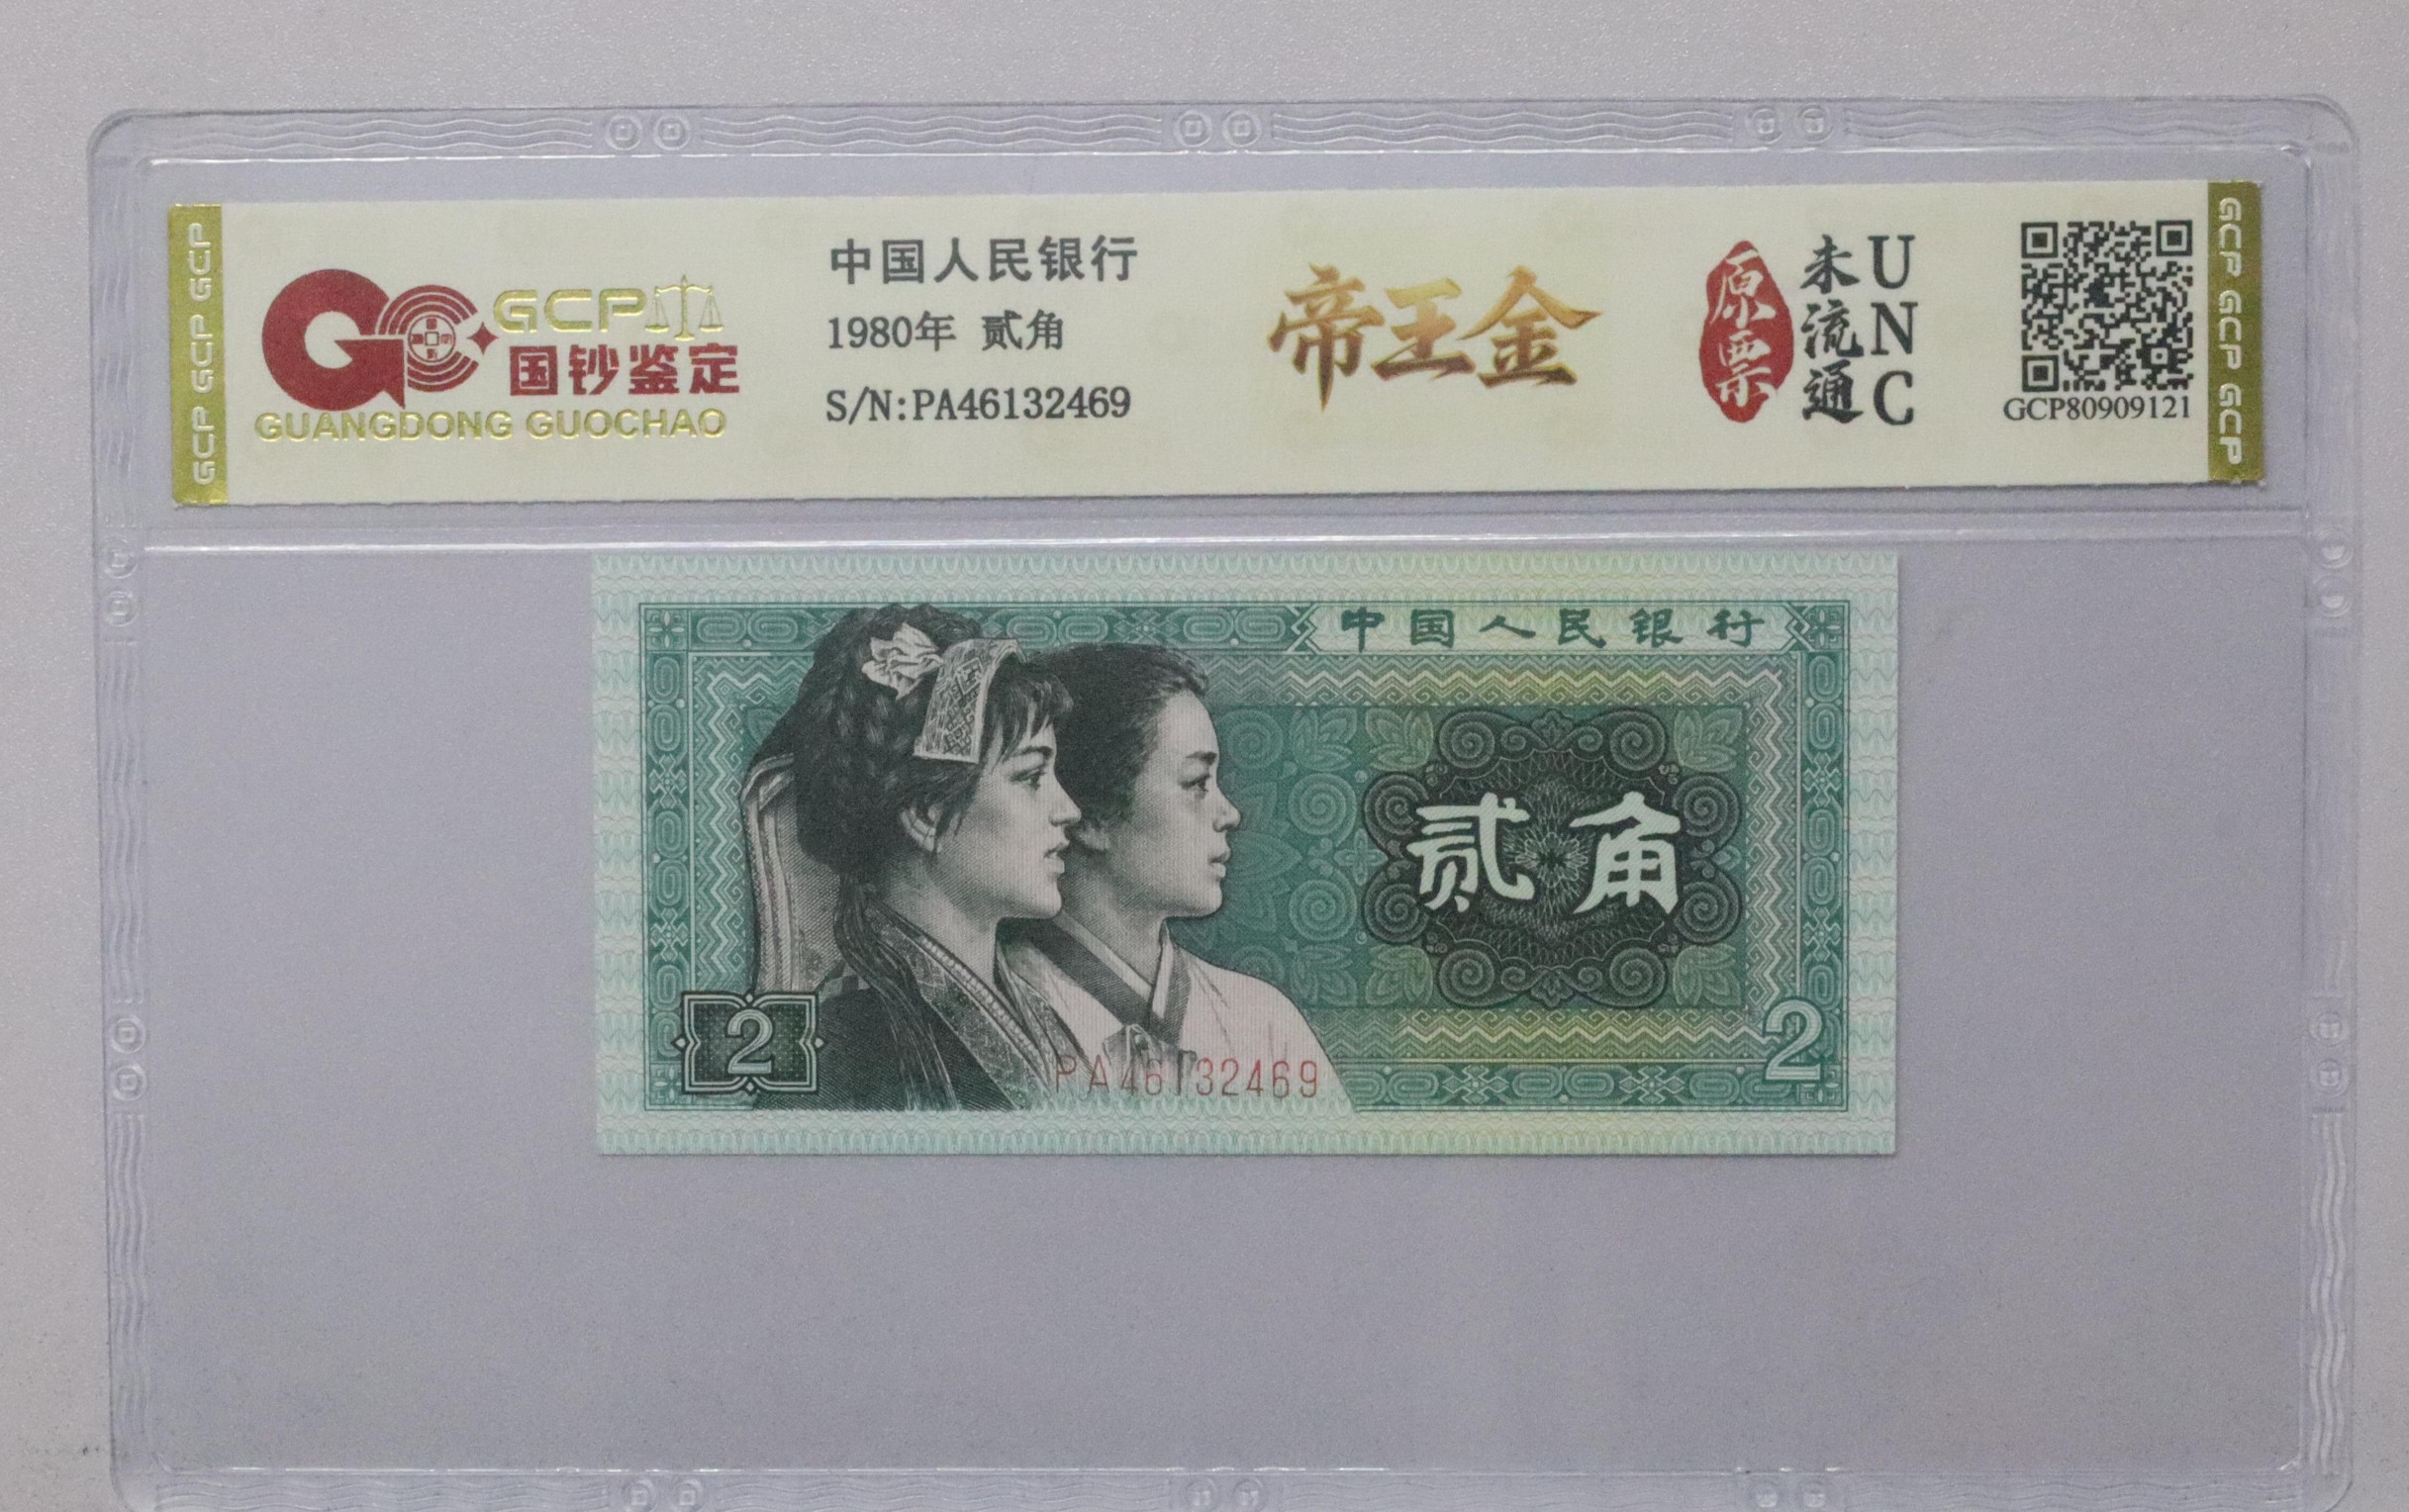 GCP GCP GCP
GCP
国钞鉴定
GUANGDONG GUOCHAO
中国人民银行
1980年 贰角
S/N:PA46132469
帝王金
原票
未流通
UNC
GCP80909121
GCP GCP GCP
中国人民银行
贰角
2
PA46132469
2